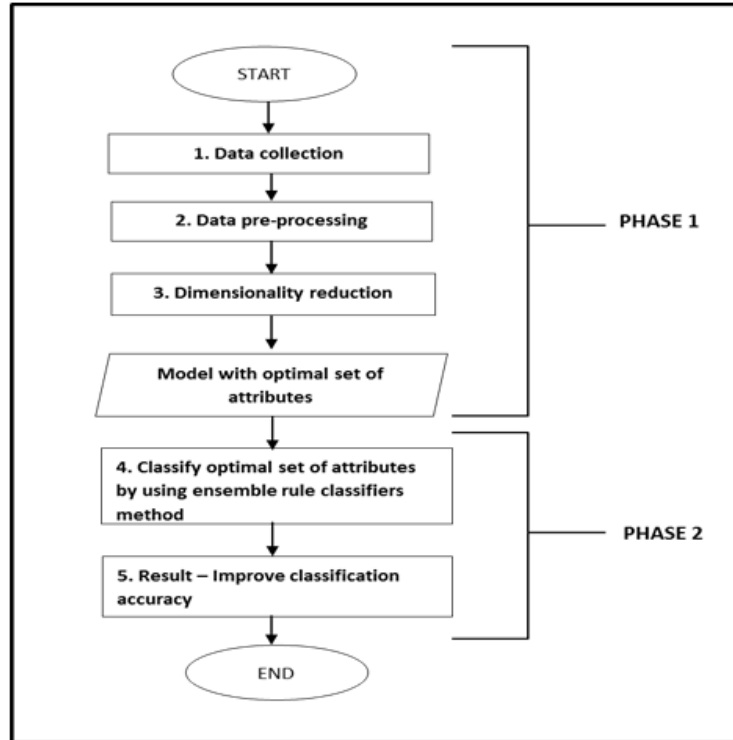 START
1. Data collection
2. Data pre-processing
PHASE 1
3. Dimensionality reduction
Model with optimal set of
attributes
4. Classify optimal set of attributes
by using ensemble rule classifiers
method
PHASE 2
5. Result – Improve classification
accuracy
END